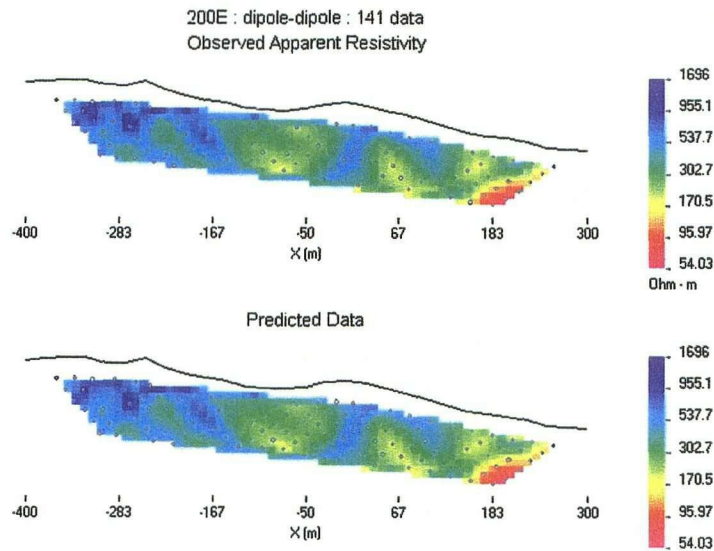 200E : dipole-dipole : 141 data
Observed Apparent Resistivity
1696
955.1
537.7
302.7
170.5
95.97
54.03
Ohm · m
-400 -283 -167 -50 67 183 300
X (m)
Predicted Data
1696
955.1
537.7
302.7
170.5
95.97
54.03
-400 -283 -167 -50 67 183 300
X (m)